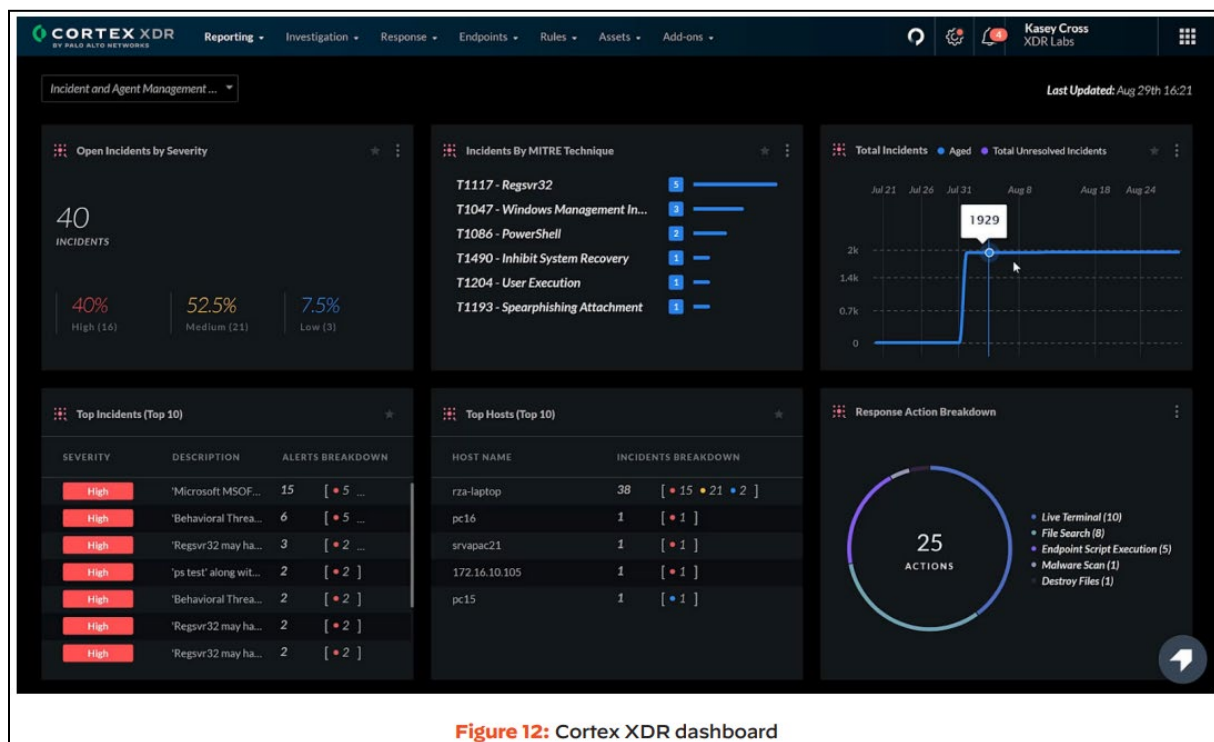 CORTEX XDR
BY PALO ALTO NETWORKS
Reporting Investigation Response Endpoints Rules Assets Add-ons
4
Kasey Cross
XDR Labs
Incident and Agent Management ...
Last Updated: Aug 29th 16:21
Open Incidents by Severity
40
INCIDENTS
40% 52.5% 7.5%
High (16) Medium (21) Low (3)
Incidents By MITRE Technique
T1117 - Regsvr32 5
T1047 - Windows Management In... 3
T1086 - PowerShell 2
T1490 - Inhibit System Recovery 1
T1204 - User Execution 1
T1193 - Spearphishing Attachment 1
Total Incidents Aged Total Unresolved Incidents
Jul 21 Jul 26 Jul 31 Aug 8 Aug 18 Aug 24
1929
2k
1.4k
0.7k
0
Top Incidents (Top 10)
SEVERITY DESCRIPTION ALERTS BREAKDOWN
High 'Microsoft MSOF... 15 [ • 5 ...
High 'Behavioral Threa... 6 [ • 5 ...
High 'Regsvr32 may ha... 3 [ • 2 ...
High 'ps test' along wit... 2 [ • 2 ]
High 'Behavioral Threa... 2 [ • 2 ]
High 'Regsvr32 may ha... 2 [ • 2 ]
High 'Regsvr32 may ha... 2 [ • 2 ]
Top Hosts (Top 10)
HOST NAME INCIDENTS BREAKDOWN
rza-laptop 38 [ • 15 • 21 • 2 ]
pc16 1 [ • 1 ]
srvapac21 1 [ • 1 ]
172.16.10.105 1 [ • 1 ]
pc15 1 [ • 1 ]
Response Action Breakdown
25
ACTIONS
Live Terminal (10)
File Search (8)
Endpoint Script Execution (5)
Malware Scan (1)
Destroy Files (1)
Figure 12: Cortex XDR dashboard